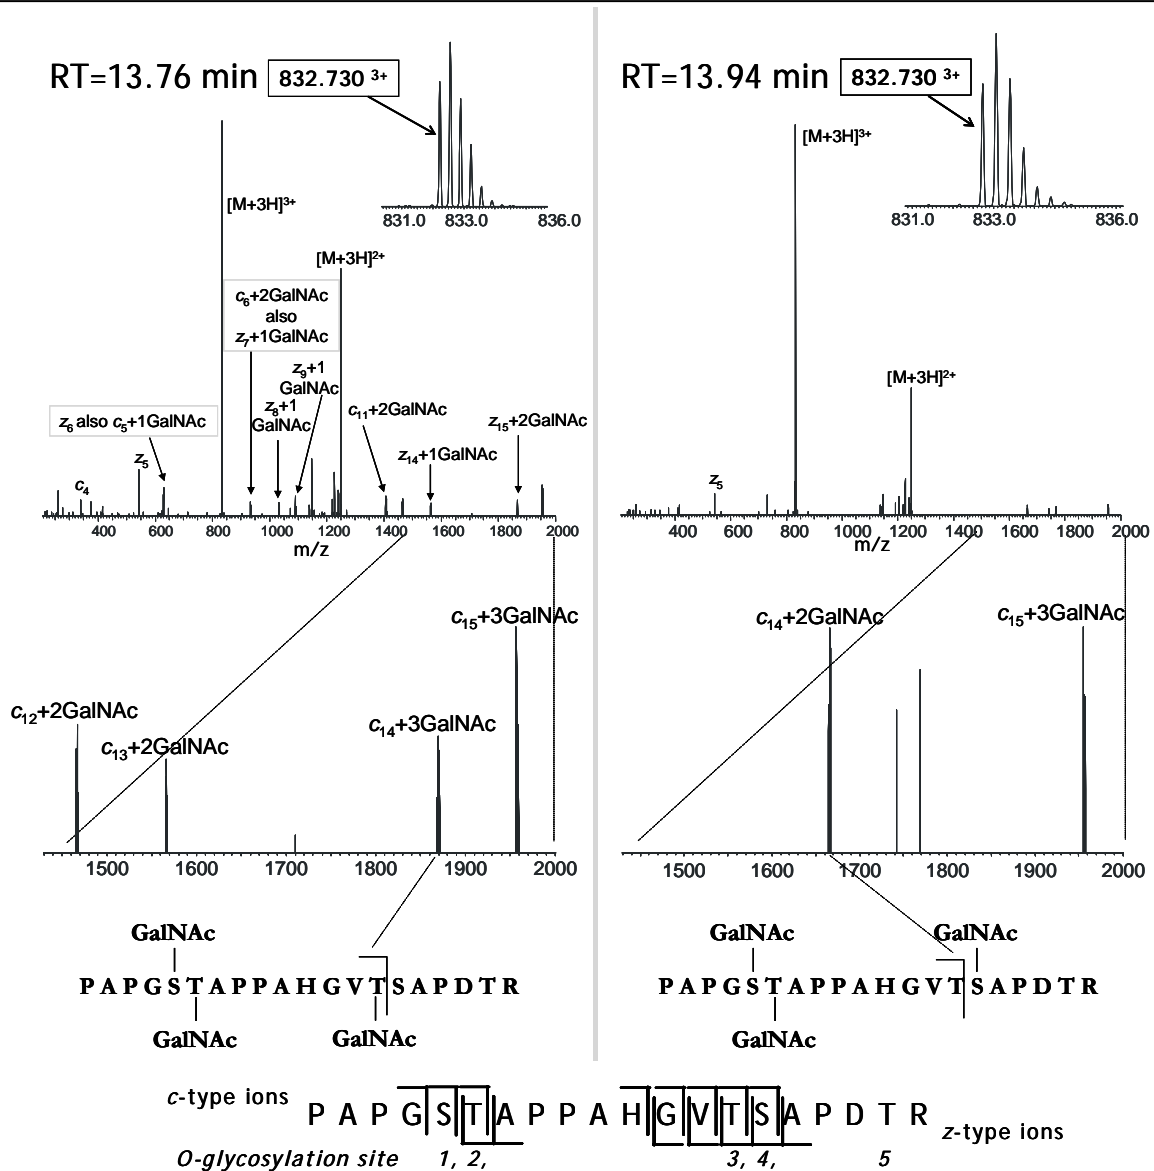 RT=13.76 min
832.730 3+
[M+3H]3+
831.0 833.0 836.0
[M+3H]2+
c6+2GalNAc
also
z7+1GalNAc
z9+1
GalNAc
z8+1
GalNAc
c11+2GalNAc
z15+2GalNAc
z6 also c5+1GalNAc
z14+1GalNAc
z5
c4
400 600 800 1000 1200 1400 1600 1800 2000
m/z
c15+3GalNAc
c12+2GalNAc
c14+3GalNAc
c13+2GalNAc
1500 1600 1700 1800 1900 2000
GalNAc
PAPGSTAPPAHGVTSAPDTR
GalNAc GalNAc
RT=13.94 min
832.730 3+
[M+3H]3+
831.0 833.0 836.0
[M+3H]2+
z5
400 600 800 1000 1200 1400 1600 1800 2000
m/z
c14+2GalNAc
c15+3GalNAc
1500 1600 1700 1800 1900 2000
GalNAc GalNAc
PAPGSTAPPAHGVTSAPDTR
GalNAc
c-type ions PAPGSTAPPAHGVTSAPDTR z-type ions
O-glycosylation site 1, 2, 3, 4, 5